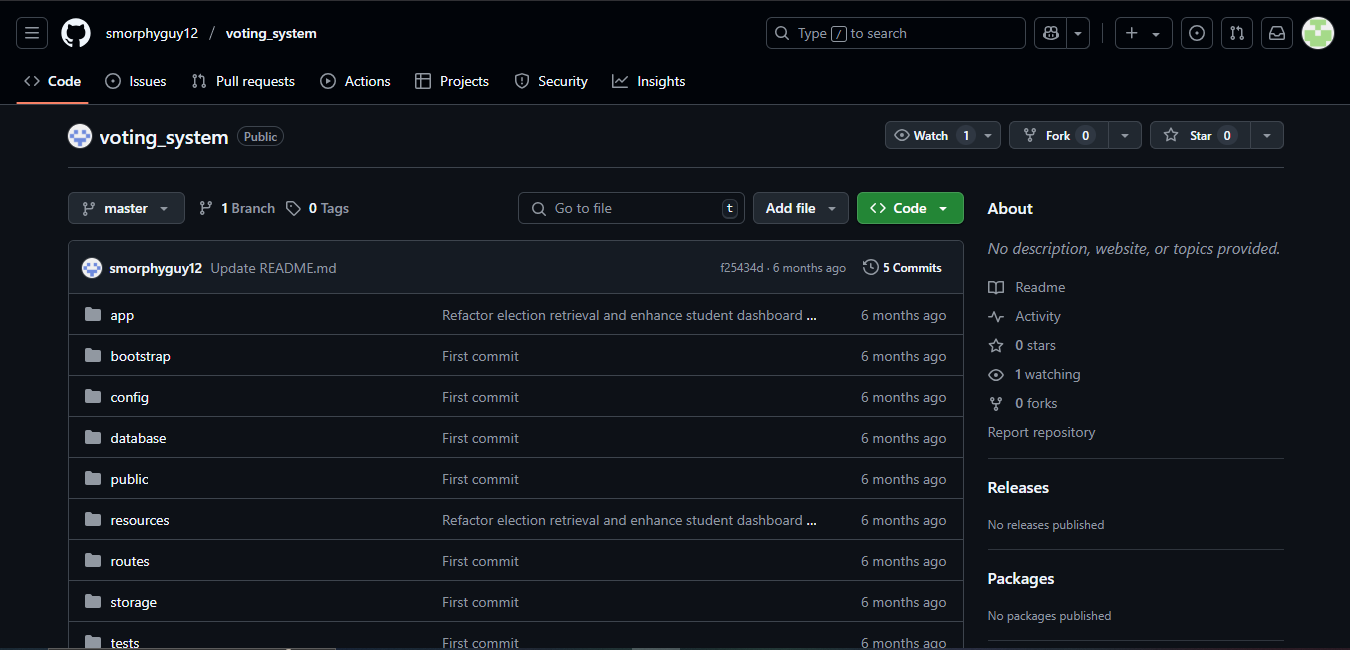 smorphyguy12 / voting_system
Type / to search
Code Issues Pull requests Actions Projects Security Insights
voting_system Public
Watch 1 Fork 0 Star 0
master 1 Branch 0 Tags
Go to file t
Add file Code
smorphyguy12 Update README.md f25434d · 6 months ago 5 Commits
app Refactor election retrieval and enhance student dashboard ... 6 months ago
bootstrap First commit 6 months ago
config First commit 6 months ago
database First commit 6 months ago
public First commit 6 months ago
resources Refactor election retrieval and enhance student dashboard ... 6 months ago
routes First commit 6 months ago
storage First commit 6 months ago
tests First commit 6 months ago
About
No description, website, or topics provided.
Readme
Activity
0 stars
1 watching
0 forks
Report repository
Releases
No releases published
Packages
No packages published